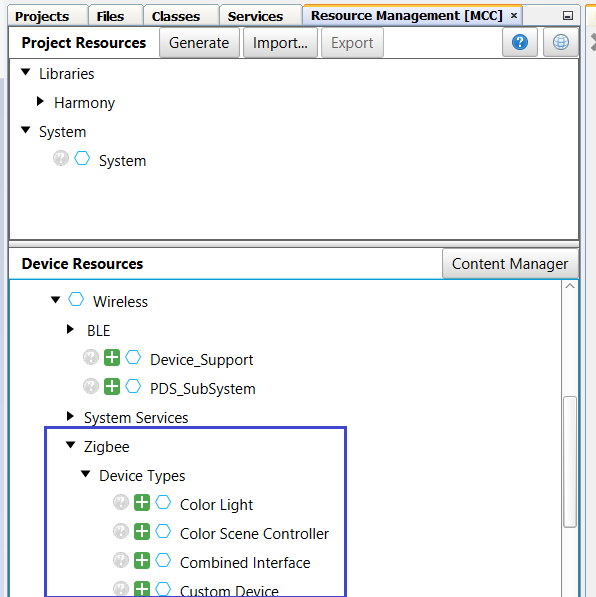 Projects Files Classes Services Resource Management [MCC] ×
Project Resources Generate Import... Export ?
Libraries
Harmony
System
? System
Device Resources Content Manager
Wireless
BLE
? Device_Support
? PDS_SubSystem
System Services
Zigbee
Device Types
? Color Light
? Color Scene Controller
? Combined Interface
? Custom Device